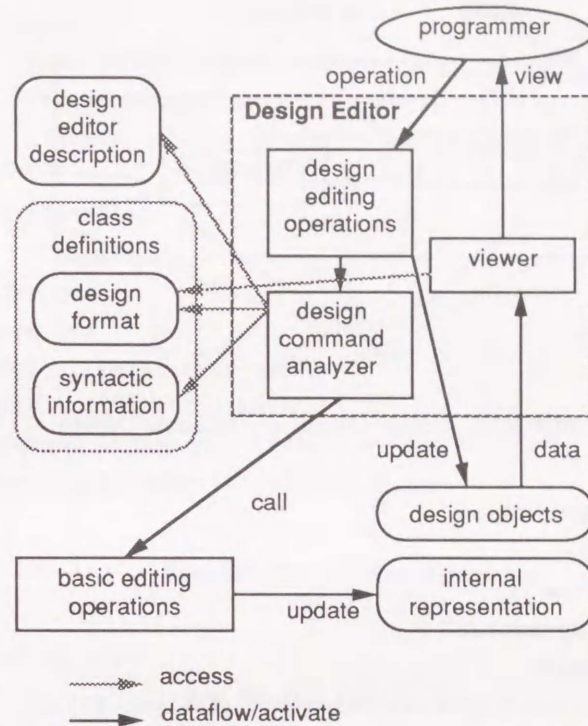 programmer
operation
view
design
editor
description
Design Editor
design
editing
operations
class
definitions
viewer
design
format
design
command
analyzer
syntactic
information
update
data
call
design objects
basic editing
operations
update
internal
representation
access
dataflow/activate